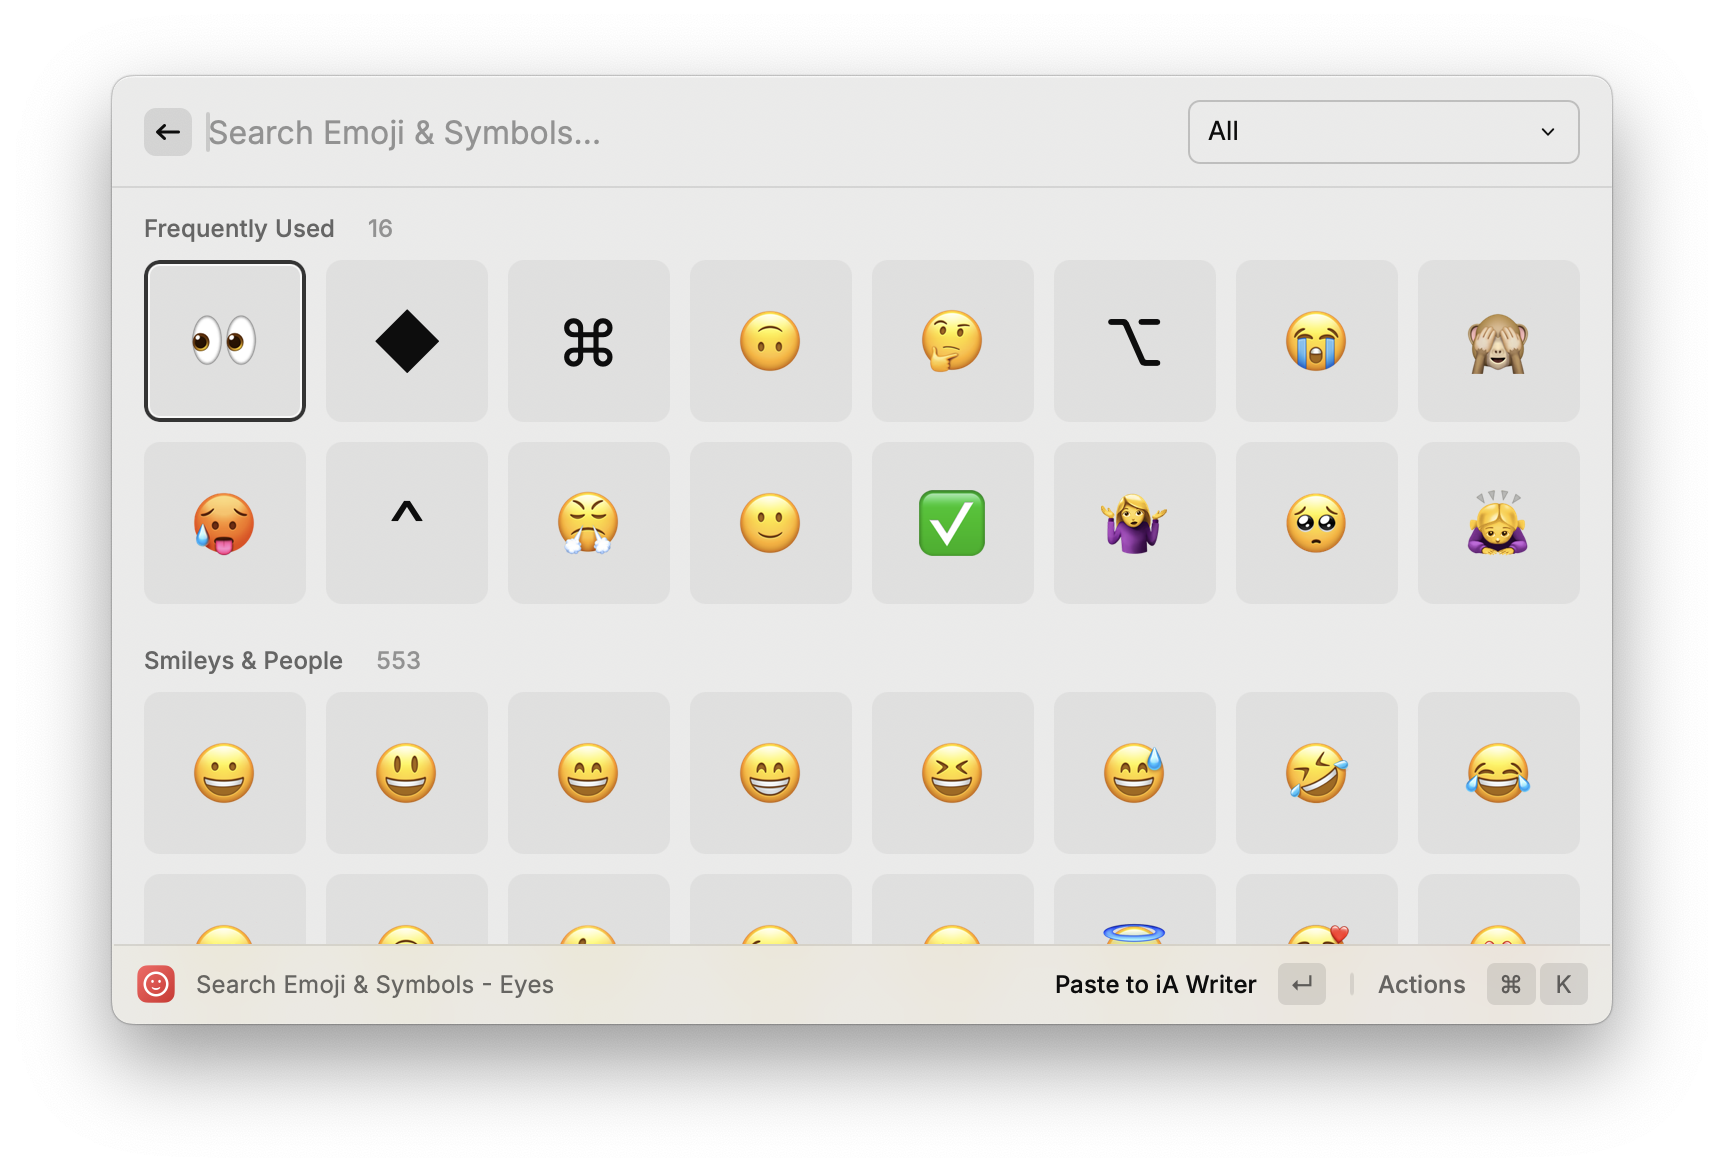 Search Emoji & Symbols...
All
Frequently Used 16
⌘ ⌥
^
Smileys & People 553
Search Emoji & Symbols - Eyes
Paste to iA Writer ↵ Actions ⌘ K